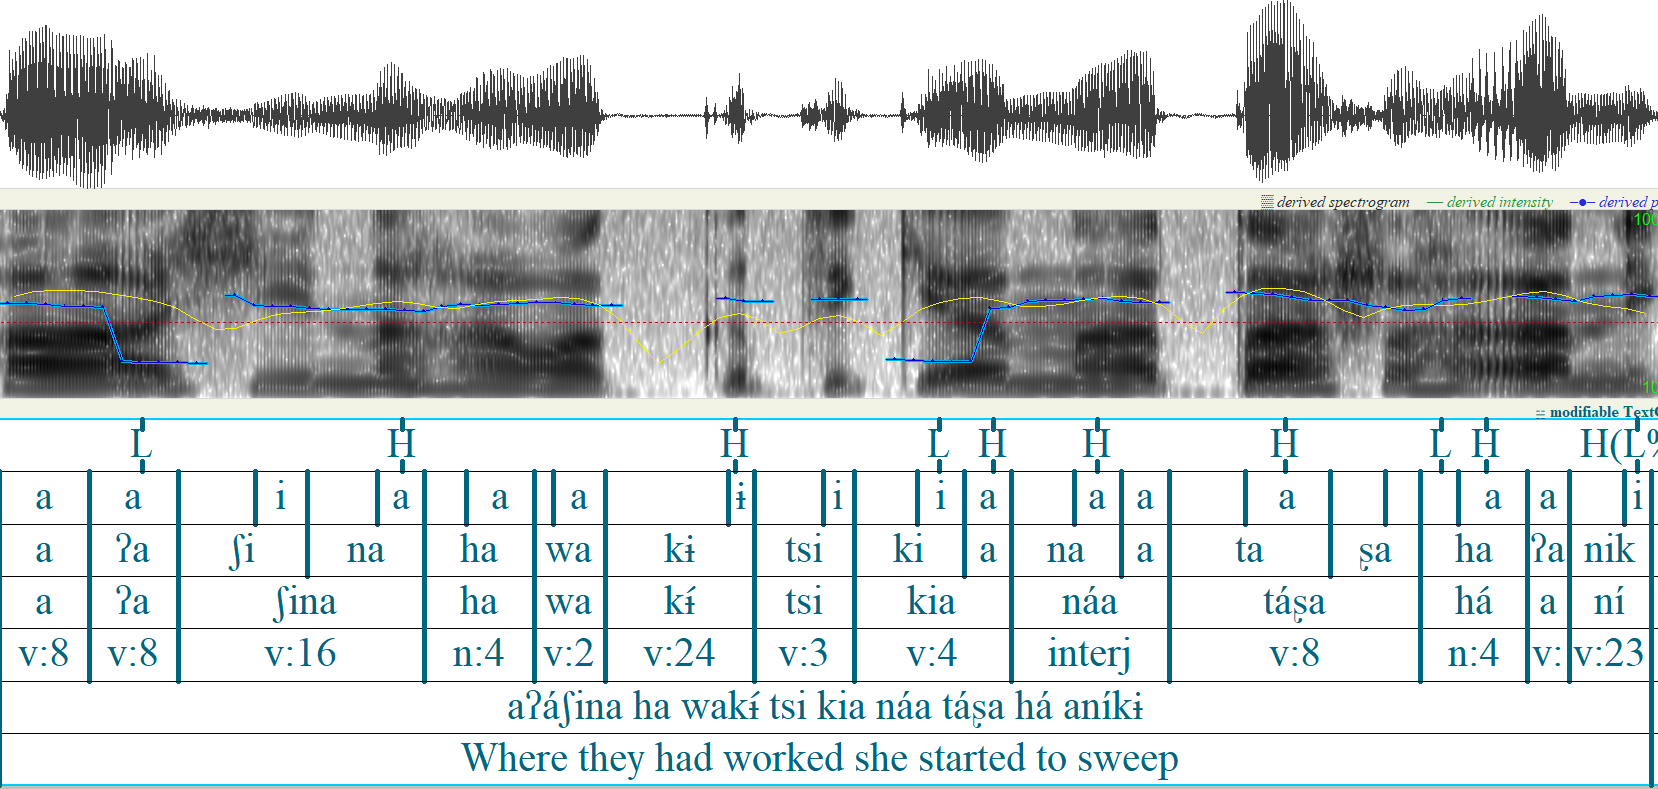 derived spectrogram derived intensity derived p
100
10
modifiable Text
L H H L H H H L H H(L%
a a i a a a ɨ i i a a a a a a i
a ʔa ʃi na ha wa kɨ tsi ki a na a ta ʂa ha ʔa nik
a ʔa ʃina ha wa kɨ́ tsi kia náa táʂa há a ní
v:8 v:8 v:16 n:4 v:2 v:24 v:3 v:4 interj v:8 n:4 v: v:23
aʔáʃina ha wakɨ́ tsi kia náa táʂa há aníkɨ
Where they had worked she started to sweep